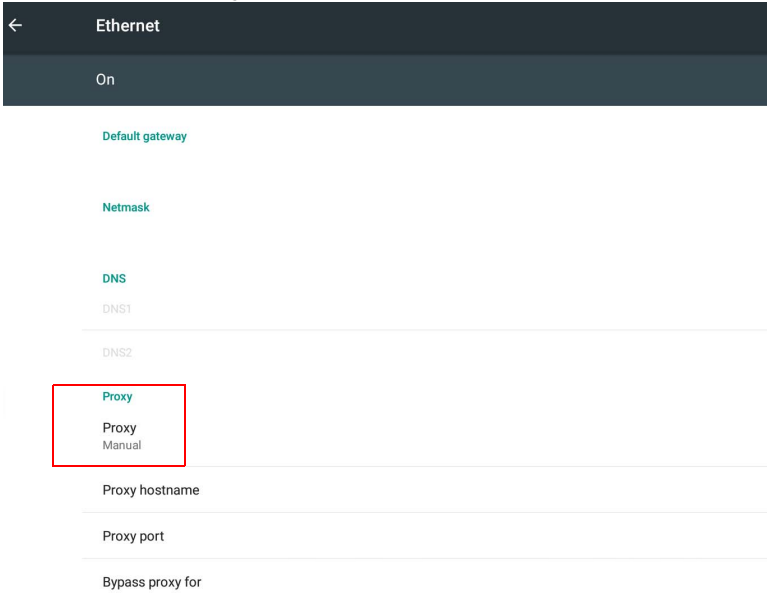 Ethernet
On
Default gateway
Netmask
DNS
DNS1
DNS2
Proxy
Proxy
Manual
Proxy hostname
Proxy port
Bypass proxy for